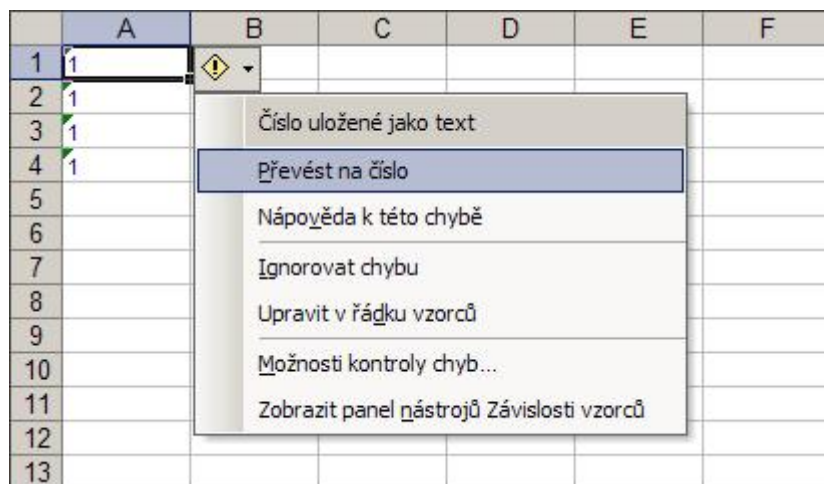 A B C D E F
1 1
2 1
3 1
4 1
5
6
7
8
9
10
11
12
13
Číslo uložené jako text
Převést na číslo
Nápověda k této chybě
Ignorovat chybu
Upravit v řádku vzorců
Možnosti kontroly chyb...
Zobrazit panel nástrojů Závislosti vzorců